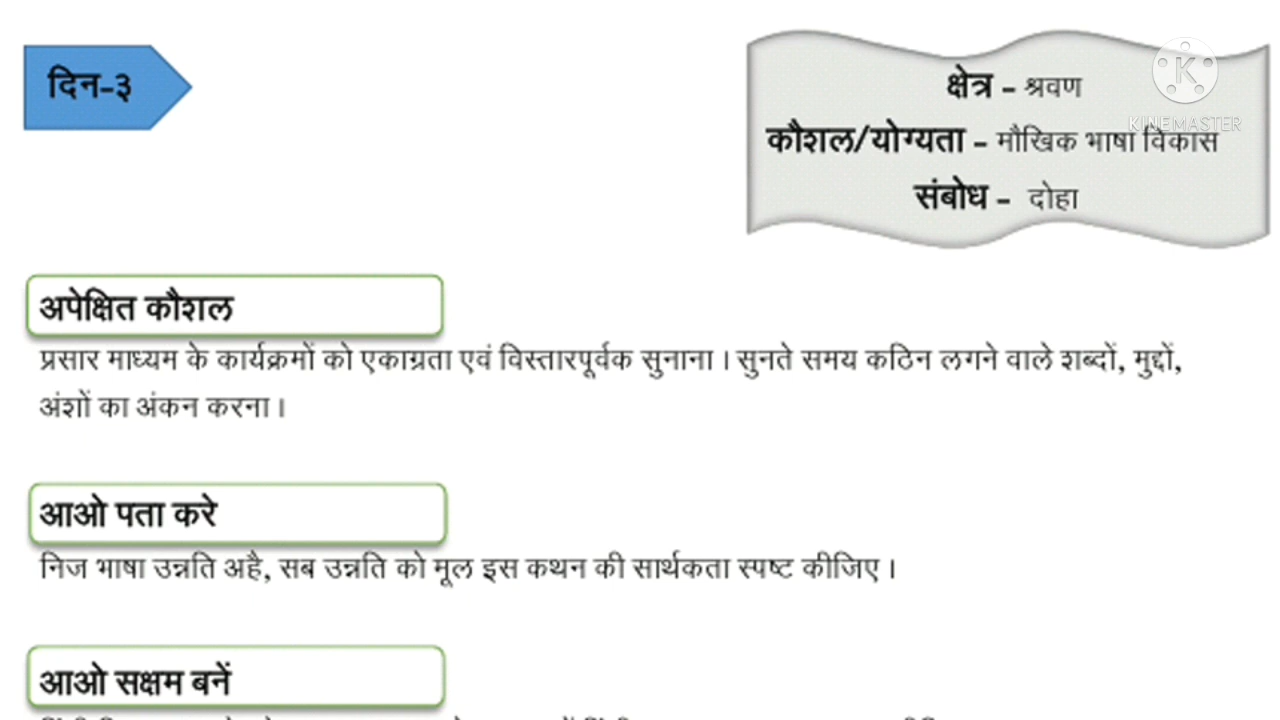 दिन-३
क्षेत्र - श्रवण
K
KINEMASTER
कौशल/योग्यता - मौखिक भाषा विकास
संबोध - दोहा
अपेक्षित कौशल
प्रसार माध्यम के कार्यक्रमों को एकाग्रता एवं विस्तारपूर्वक सुनाना । सुनते समय कठिन लगने वाले शब्दों, मुद्दों,
अंशों का अंकन करना ।
आओ पता करे
निज भाषा उन्नति अहै, सब उन्नति को मूल इस कथन की सार्थकता स्पष्ट कीजिए ।
आओ सक्षम बनें